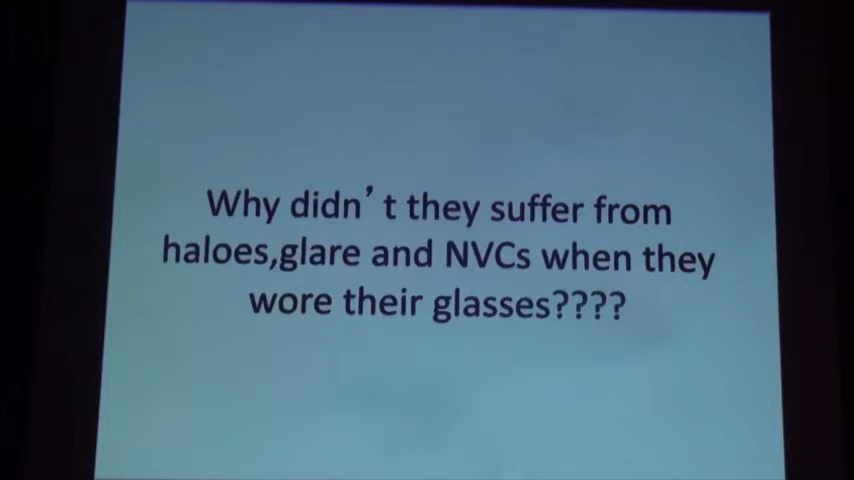 Why didn’ t they suffer from
haloes,glare and NVCs when they
wore their glasses????